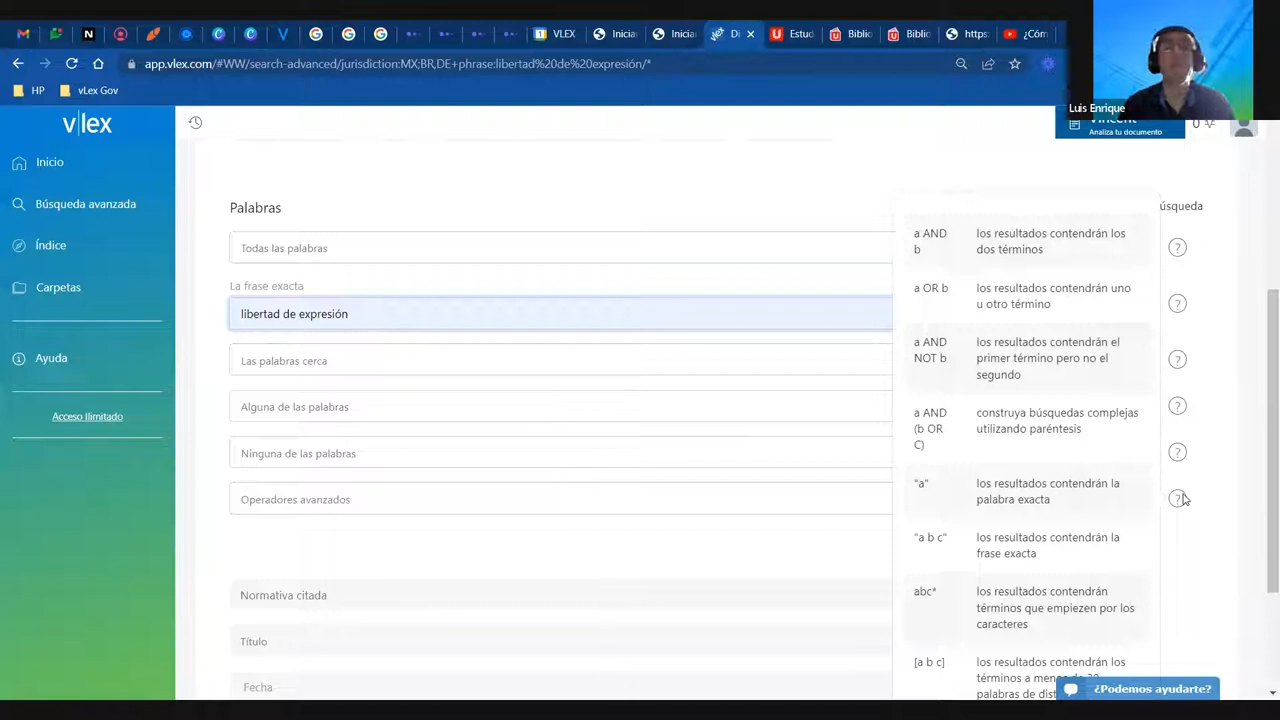 VLEX
Iniciar
Iniciar
Di
Estud
Biblio
Biblio
https:
¿Cóm
app.vlex.com/#WW/search-advanced/jurisdiction:MX;BR,DE+phrase:libertad%20de%20expresión/*
HP
vLex Gov
Luis Enrique
v|lex
Vincent
Analiza tu documento
0
Inicio
Búsqueda avanzada
Índice
Carpetas
Ayuda
Acceso Ilimitado
Palabras
úsqueda
Todas las palabras
La frase exacta
libertad de expresión
Las palabras cerca
Alguna de las palabras
Ninguna de las palabras
Operadores avanzados
Normativa citada
Título
Fecha
a AND
b
los resultados contendrán los
dos términos
a OR b
los resultados contendrán uno
u otro término
a AND
NOT b
los resultados contendrán el
primer término pero no el
segundo
a AND
(b OR
C)
construya búsquedas complejas
utilizando paréntesis
"a"
los resultados contendrán la
palabra exacta
"a b c"
los resultados contendrán la
frase exacta
abc*
los resultados contendrán
términos que empiezen por los
caracteres
[a b c]
los resultados contendrán los
términos a
palabras de
?
?
?
?
?
?
¿Podemos ayudarte?